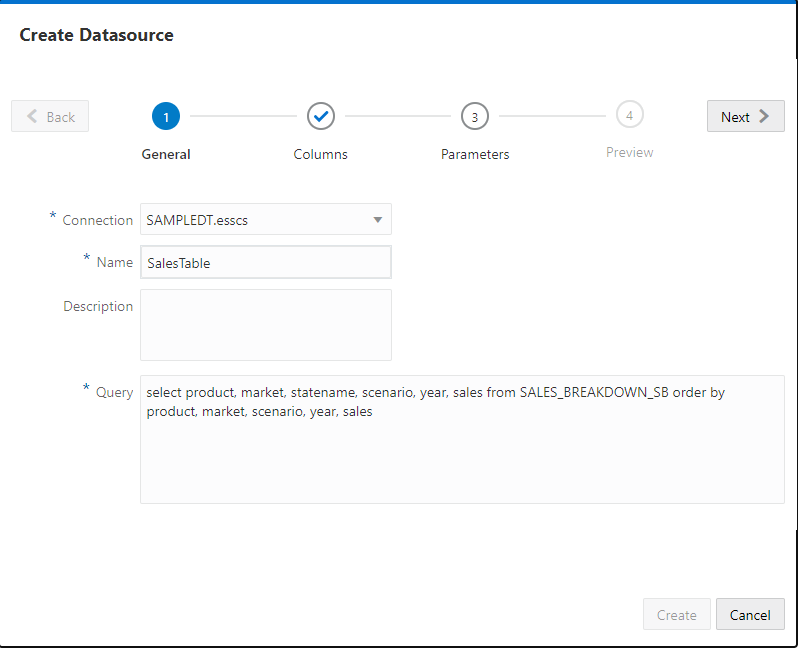 Create Datasource
Back
1
3
4
Next
General
Columns
Parameters
Preview
* Connection
SAMPLEDT.esscs
* Name
SalesTable
Description
* Query
select product, market, statename, scenario, year, sales from SALES_BREAKDOWN_SB order by
product, market, scenario, year, sales
Create
Cancel